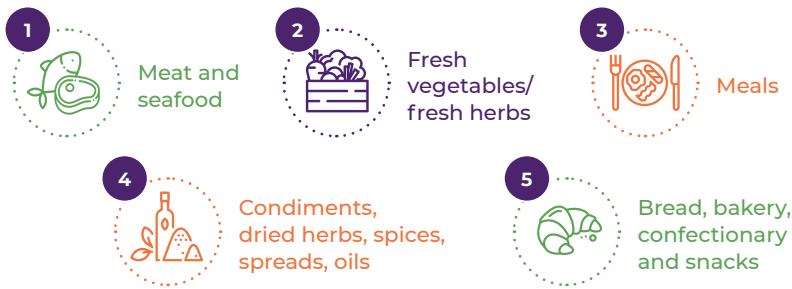 1
Meat and
seafood
2
Fresh
vegetables/
fresh herbs
3
Meals
4
Condiments,
dried herbs, spices,
spreads, oils
5
Bread, bakery,
confectionary
and snacks